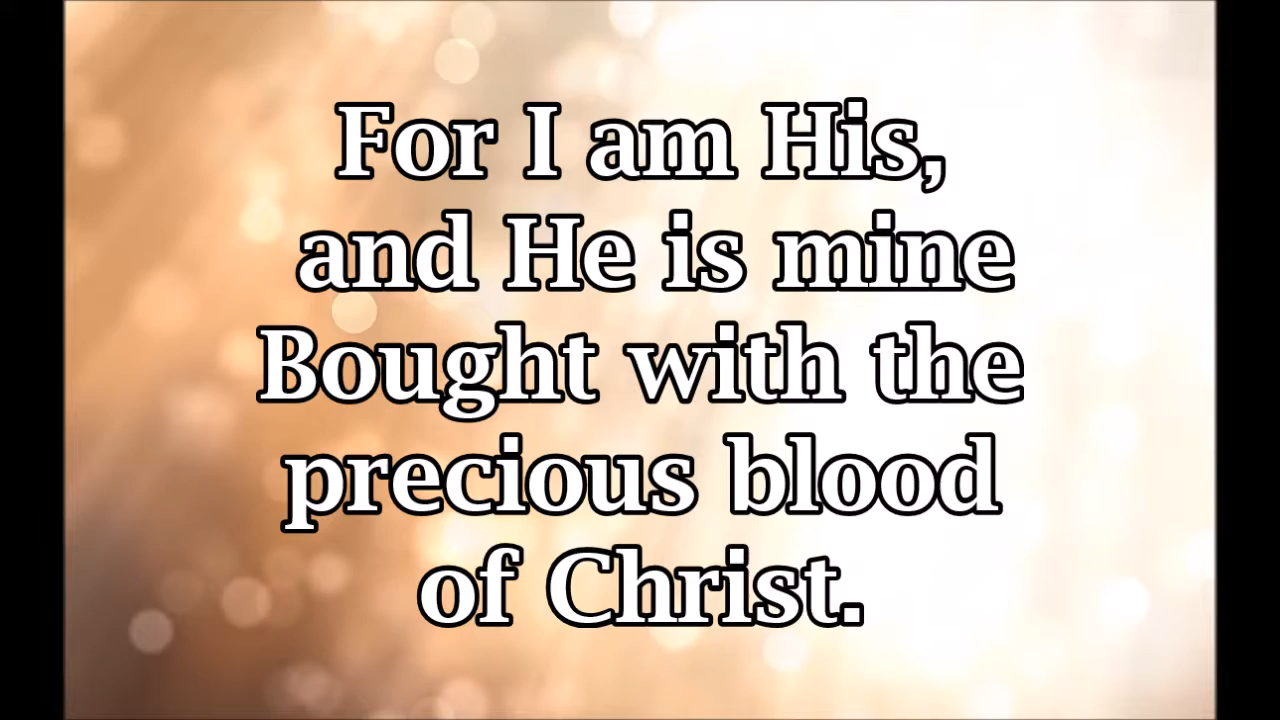 For I am His,
and He is mine
Bought with the
precious blood
of Christ.